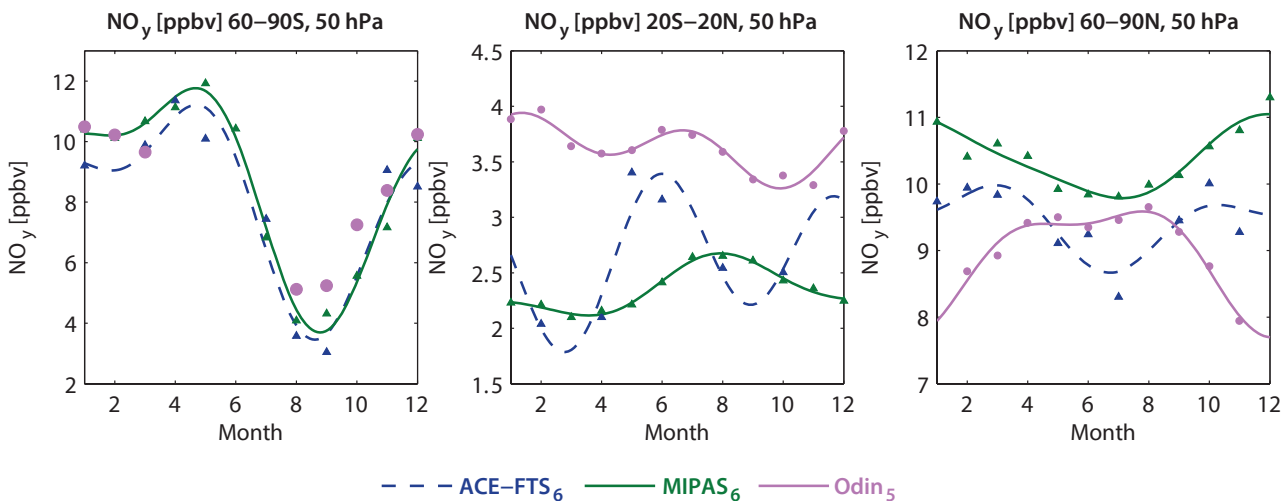 NOy [ppbv] 60–90S, 50 hPa
NOy [ppbv] 20S–20N, 50 hPa
NOy [ppbv] 60–90N, 50 hPa
NOy [ppbv]
12
10
8
6
4
2
2 4 6 8 10 12
Month
NOy [ppbv]
4.5
4
3.5
3
2.5
2
1.5
2 4 6 8 10 12
Month
NOy [ppbv]
12
11
10
9
8
7
2 4 6 8 10 12
Month
ACE–FTS6 MIPAS6 Odin5